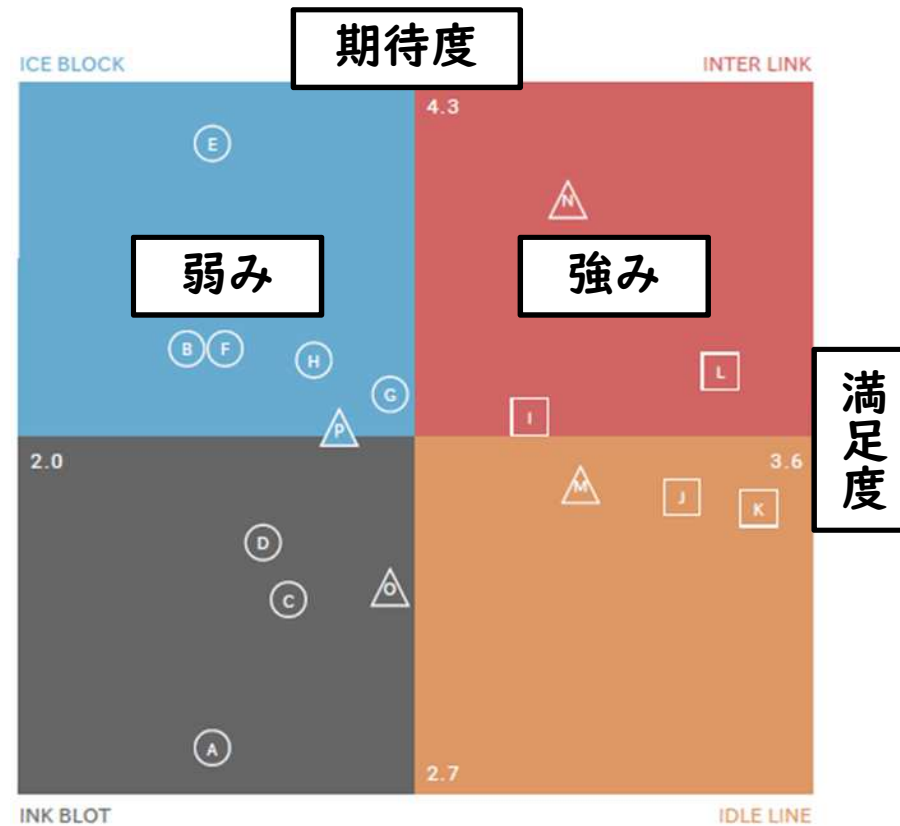 期待度
ICE BLOCK
INTER LINK
4.3
E
N
弱み
強み
B
F
H
L
G
I
P
満足度
2.0
3.6
M
J
K
D
C
O
A
2.7
INK BLOT
IDLE LINE